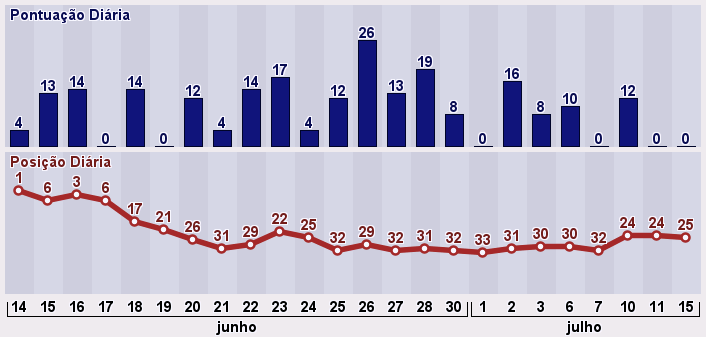 Pontuação Diária
4 13 14 0 14 0 12 4 14 17 4 12 26 13 19 8 0 16 8 10 0 12 0 0
Posição Diária
1 6 3 6 17 21 26 31 29 22 25 32 29 32 31 32 33 31 30 30 32 24 24 25
14 15 16 17 18 19 20 21 22 23 24 25 26 27 28 30 1 2 3 6 7 10 11 15
junho julho